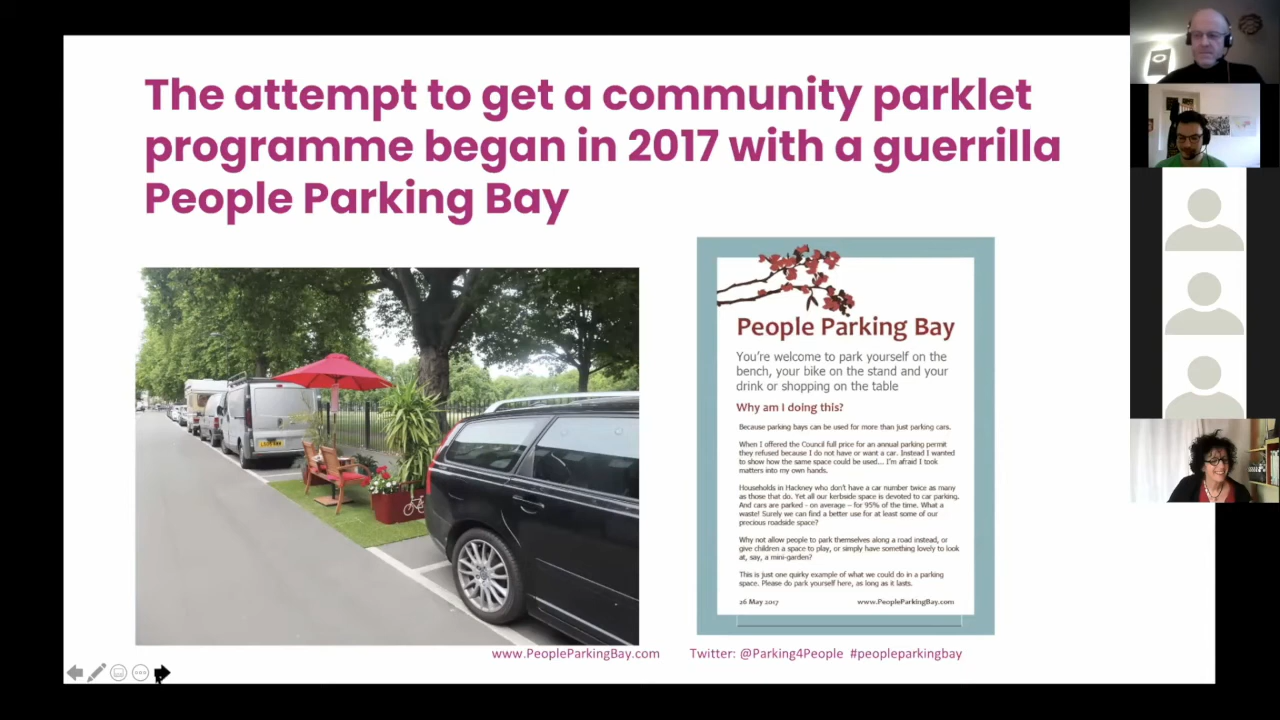 The attempt to get a community parklet
programme began in 2017 with a guerrilla
People Parking Bay
People Parking Bay
You're welcome to park yourself on the
bench, your bike on the stand and your
drink or shopping on the table
Why am I doing this?
Because parking bays can be used for more than just parking cars.
When I offered the Council full price for an annual parking permit
they refused because I do not have or want a car. Instead I wanted
to show how the same space could be used... I'm afraid I took
matters into my own hands.
Households in Hackney who don't have a car number twice as many
as those that do. Yet all our kerbside space is devoted to car parking.
And cars are parked - on average – for 95% of the time. What a
waste! Surely we can find a better use for at least some of our
precious roadside space?
Why not allow people to park themselves along a road instead, or
give children a space to play, or simply have something lovely to look
at, say, a mini-garden?
This is just one quirky example of what we could do in a parking
space. Please do park yourself here, as long as it lasts.
26 May 2017 www.PeopleParkingBay.com
www.PeopleParkingBay.com Twitter: @Parking4People #peopleparkingbay